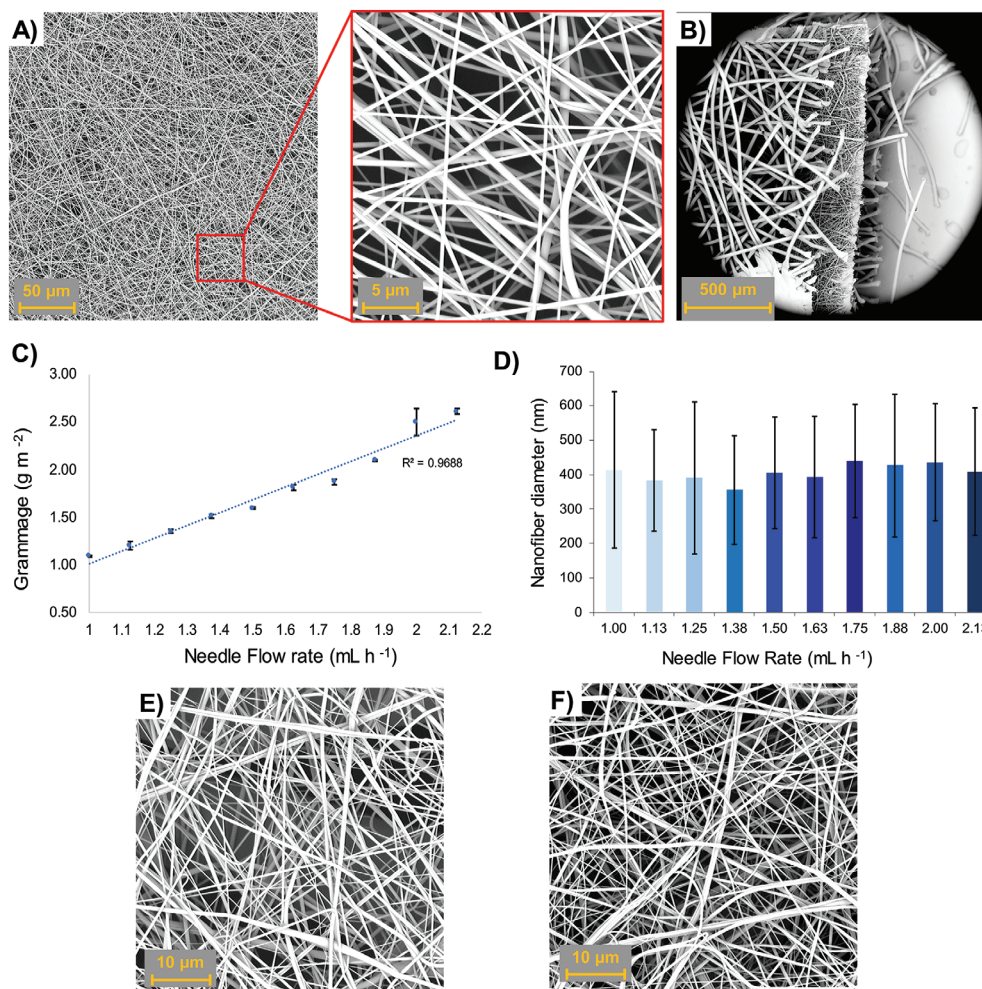 A)
50 µm
5 µm
B)
500 µm
C)
Grammage (g m -2)
3.00
2.50
2.00
1.50
1.00
0.50
R² = 0.9688
1 1.1 1.2 1.3 1.4 1.5 1.6 1.7 1.8 1.9 2 2.1 2.2
Needle Flow rate (mL h -1)
D)
Nanofiber diameter (nm)
700
600
500
400
300
200
100
0
1.00 1.13 1.25 1.38 1.50 1.63 1.75 1.88 2.00 2.13
Needle Flow Rate (mL h -1)
E)
10 µm
F)
10 µm